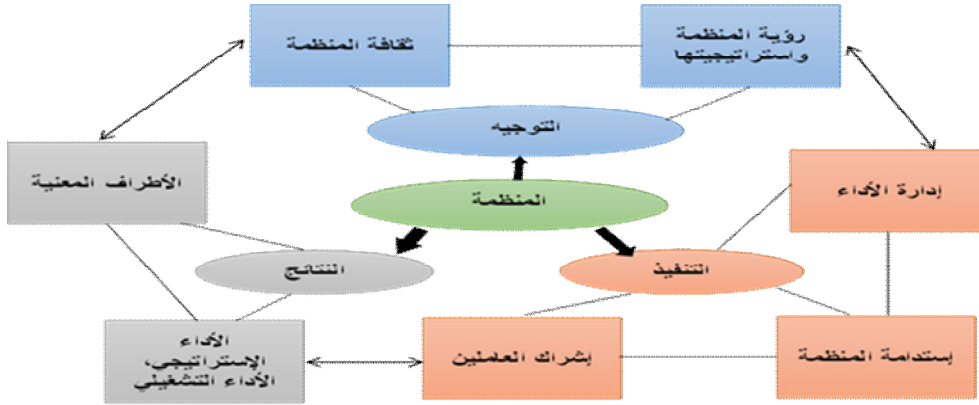 رؤية المنظمة
واستراتيجيتها
ثقافة المنظمة
التوجيه
الأطراف المعنية
إدارة الأداء
المنظمة
النتائج
التنفيذ
الأداء
الإستراتيجي،
الأداء التشغيلي
إشراك العاملين
إستدامة المنظمة